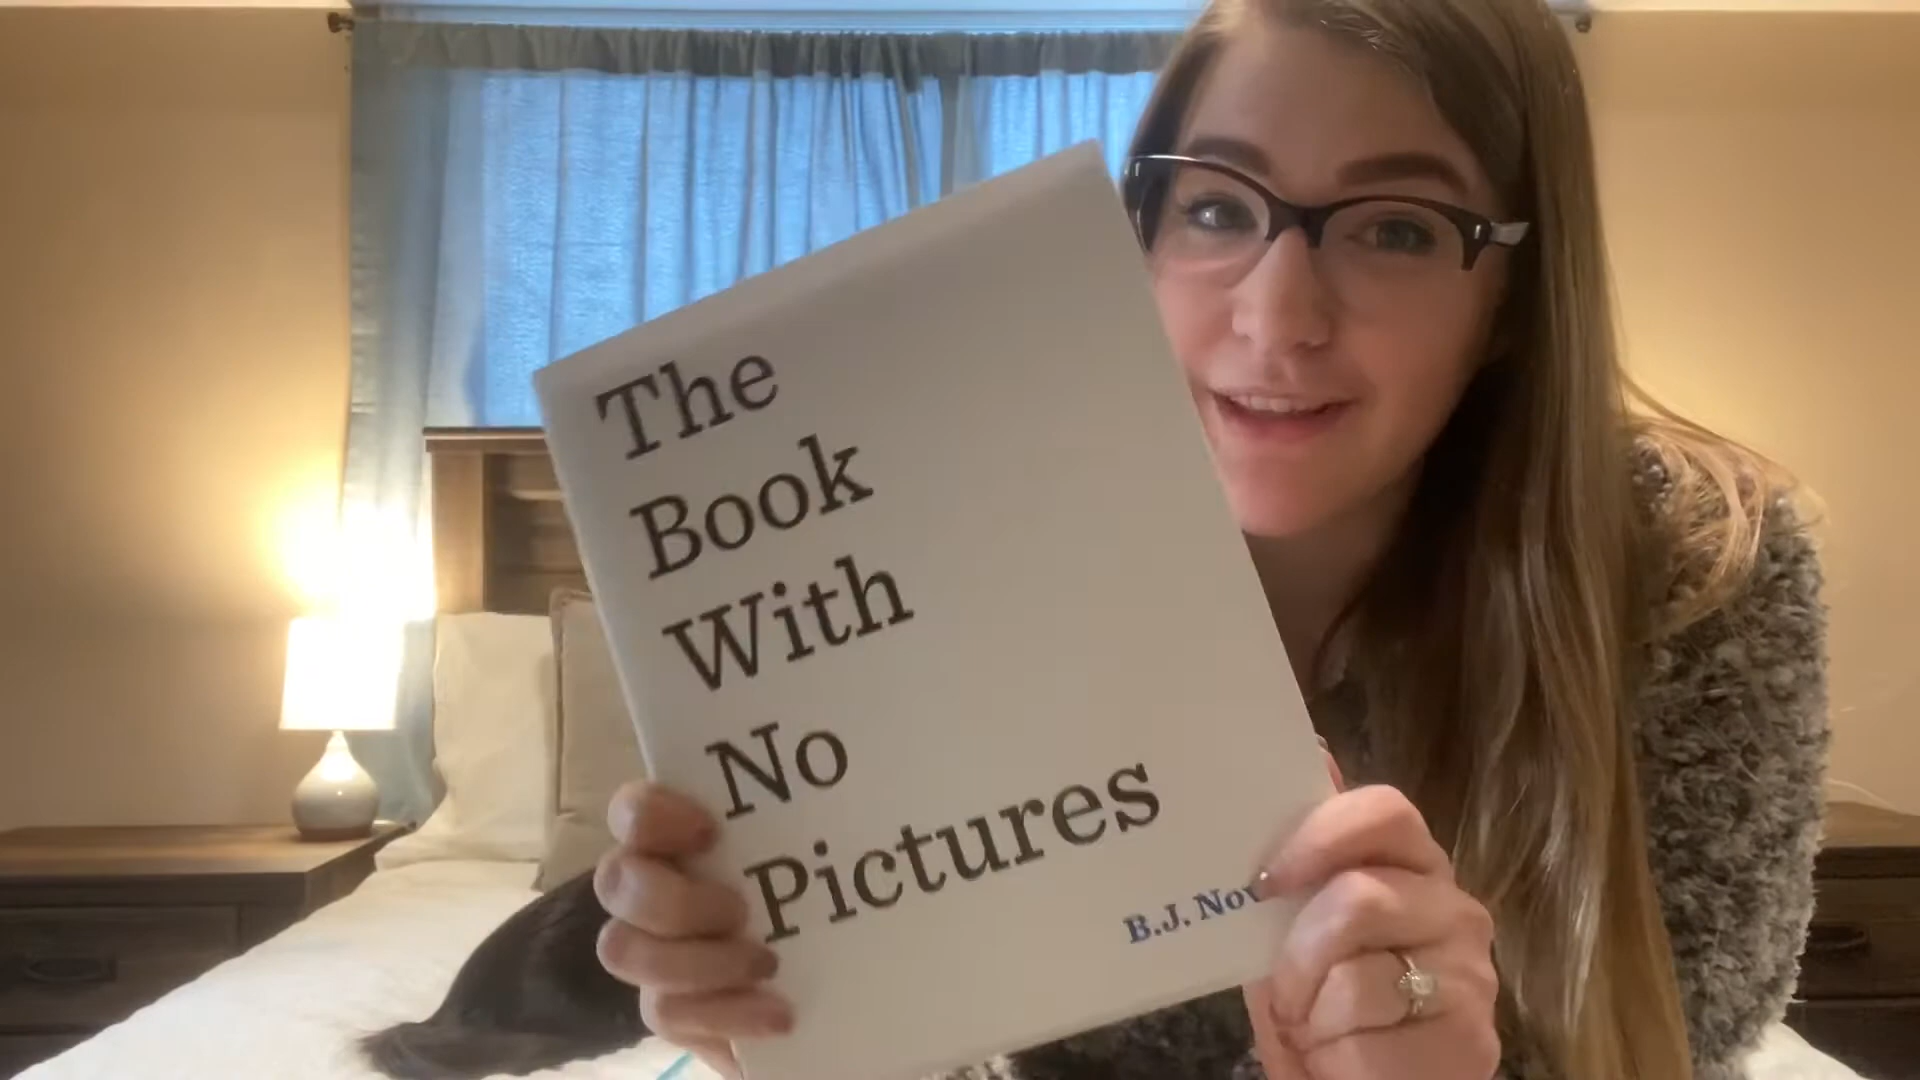 The
Book
With
No
Pictures
B.J.